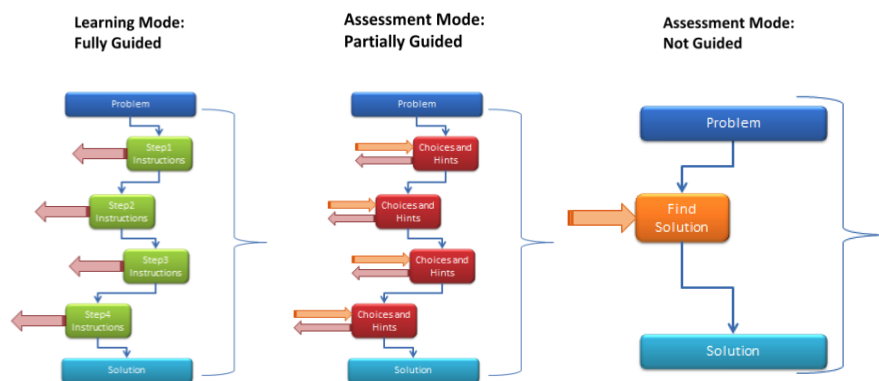 Learning Mode:
Fully Guided
Problem
Step1
Instructions
Step2
Instructions
Step3
Instructions
Step4
Instructions
Solution
Assessment Mode:
Partially Guided
Problem
Choices and
Hints
Choices and
Hints
Choices and
Hints
Choices and
Hints
Solution
Assessment Mode:
Not Guided
Problem
Find
Solution
Solution